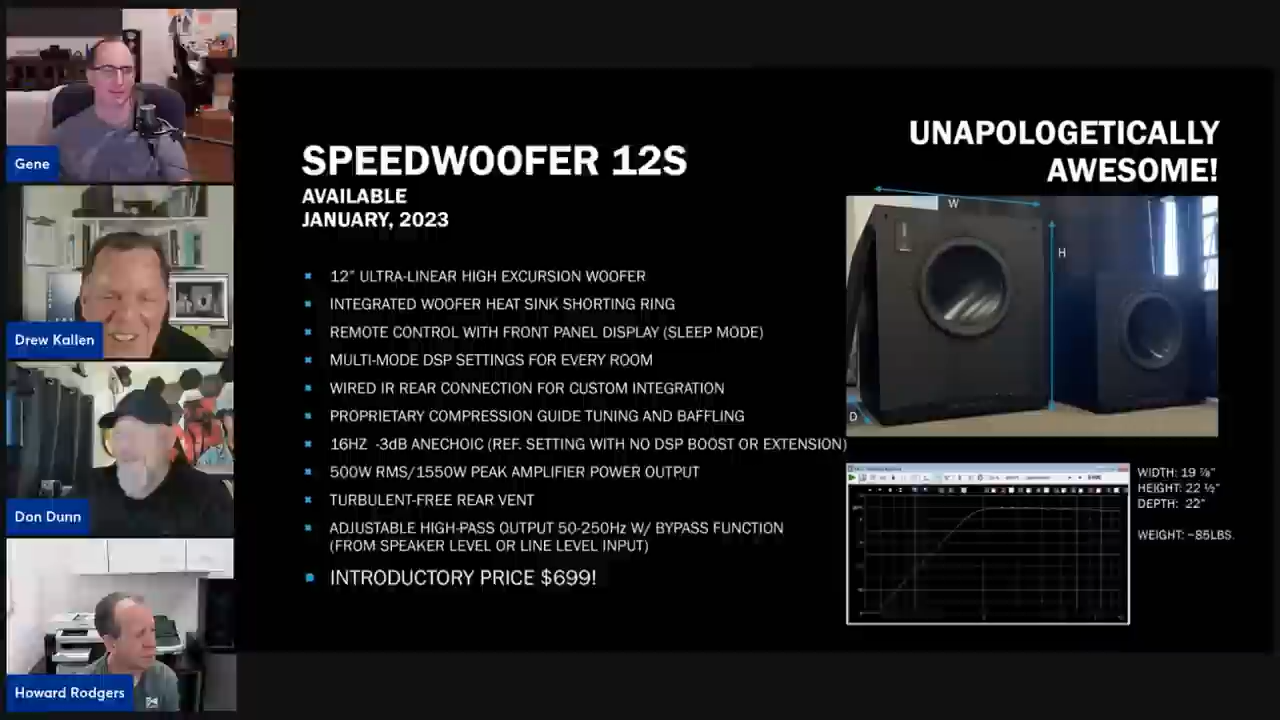 Gene
Drew Kallen
Don Dunn
Howard Rodgers
SPEEDWOOFER 12S
AVAILABLE
JANUARY, 2023
12" ULTRA-LINEAR HIGH EXCURSION WOOFER
INTEGRATED WOOFER HEAT SINK SHORTING RING
REMOTE CONTROL WITH FRONT PANEL DISPLAY (SLEEP MODE)
MULTI-MODE DSP SETTINGS FOR EVERY ROOM
WIRED IR REAR CONNECTION FOR CUSTOM INTEGRATION
PROPRIETARY COMPRESSION GUIDE TUNING AND BAFFLING
16HZ -3dB ANECHOIC (REF. SETTING WITH NO DSP BOOST OR EXTENSION)
500W RMS/1550W PEAK AMPLIFIER POWER OUTPUT
TURBULENT-FREE REAR VENT
ADJUSTABLE HIGH-PASS OUTPUT 50-250Hz W/ BYPASS FUNCTION
(FROM SPEAKER LEVEL OR LINE LEVEL INPUT)
INTRODUCTORY PRICE $699!
UNAPOLOGETICALLY
AWESOME!
W
H
D
WIDTH: 19 ⅞"
HEIGHT: 22 ½"
DEPTH: 22"
WEIGHT: ~85LBS.